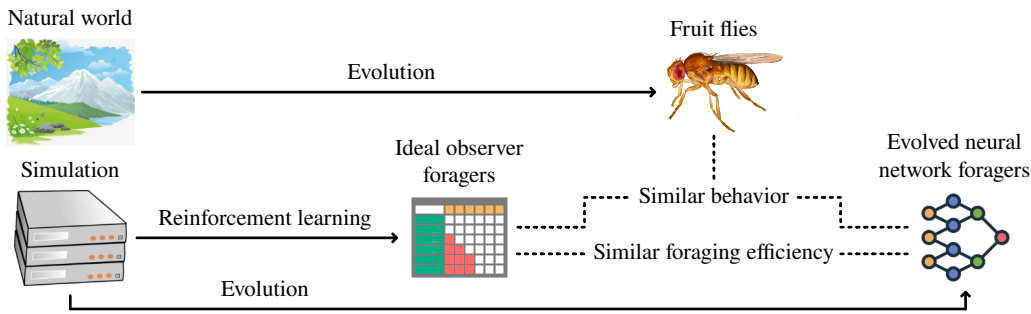 Natural world
Fruit flies
Evolution
Ideal observer
foragers
Evolved neural
network foragers
Simulation
Similar behavior
Reinforcement learning
Similar foraging efficiency
Evolution